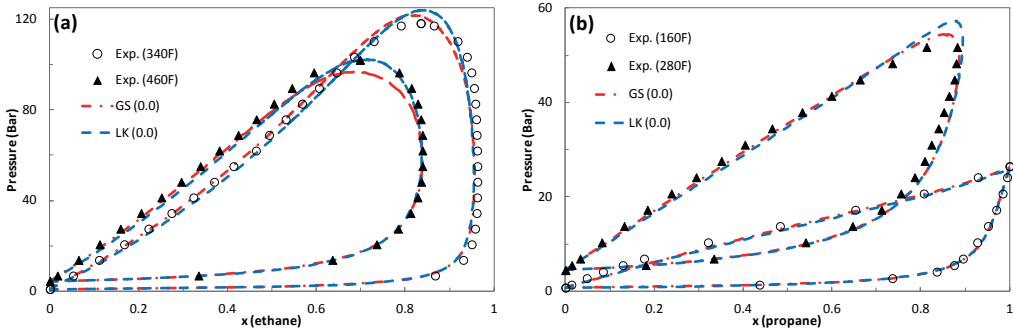 (a)
120
80
40
0
Pressure (Bar)
Exp. (340F)
Exp. (460F)
GS (0.0)
LK (0.0)
0 0.2 0.4 0.6 0.8 1
x (ethane)
(b)
60
40
20
0
Pressure (Bar)
Exp. (160F)
Exp. (280F)
GS (0.0)
LK (0.0)
0 0.2 0.4 0.6 0.8 1
x (propane)